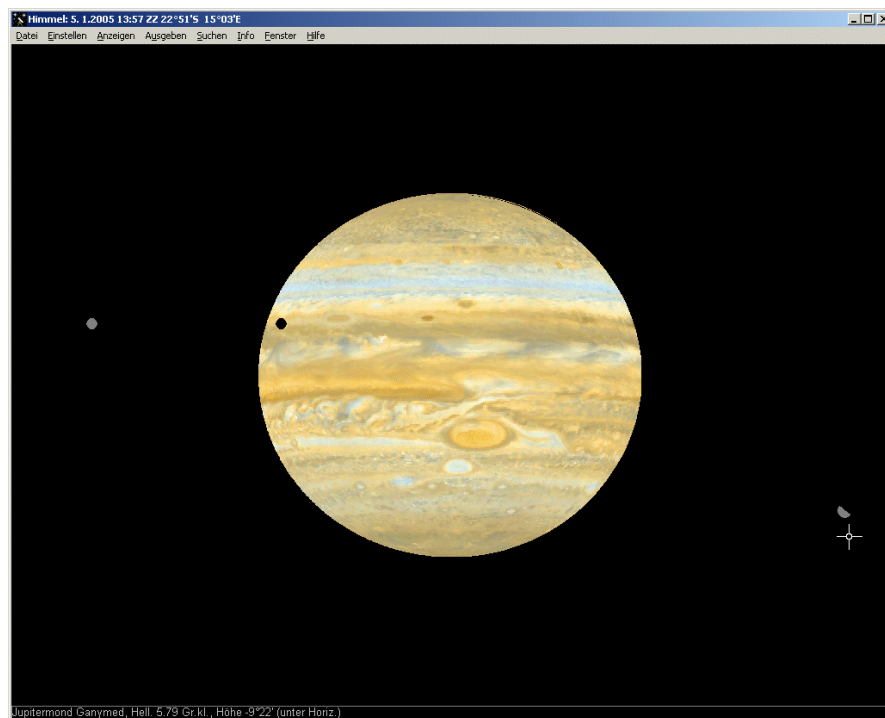 Himmel: 5. 1.2005 13:57 ZZ 22°51'S 15°03'E
Datei Einstellen Anzeigen Ausgeben Suchen Info Fenster Hilfe
Jupitermond Ganymed, Hell. 5.79 Gr.kl., Höhe -9°22' (unter Horiz.)